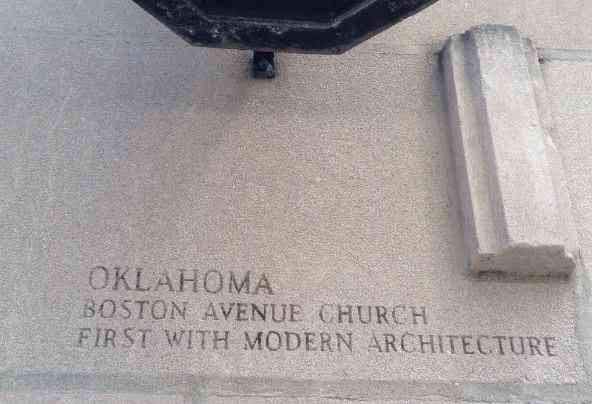 OKLAHOMA
BOSTON AVENUE CHURCH
FIRST WITH MODERN ARCHITECTURE